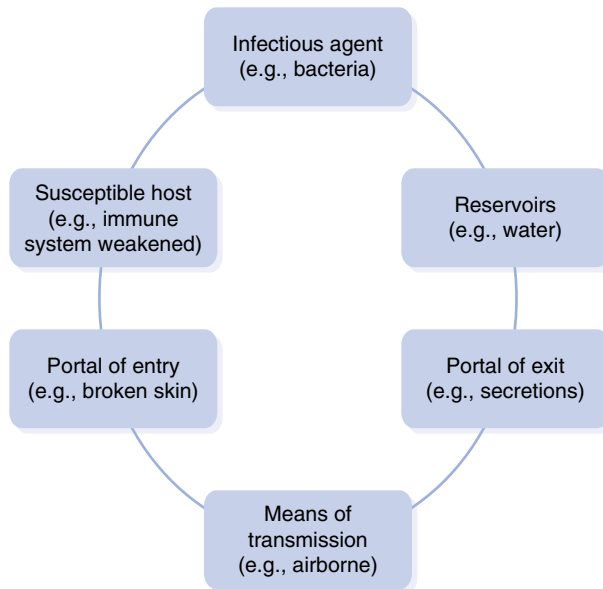 Infectious agent
(e.g., bacteria)
Reservoirs
(e.g., water)
Portal of exit
(e.g., secretions)
Means of
transmission
(e.g., airborne)
Portal of entry
(e.g., broken skin)
Susceptible host
(e.g., immune
system weakened)